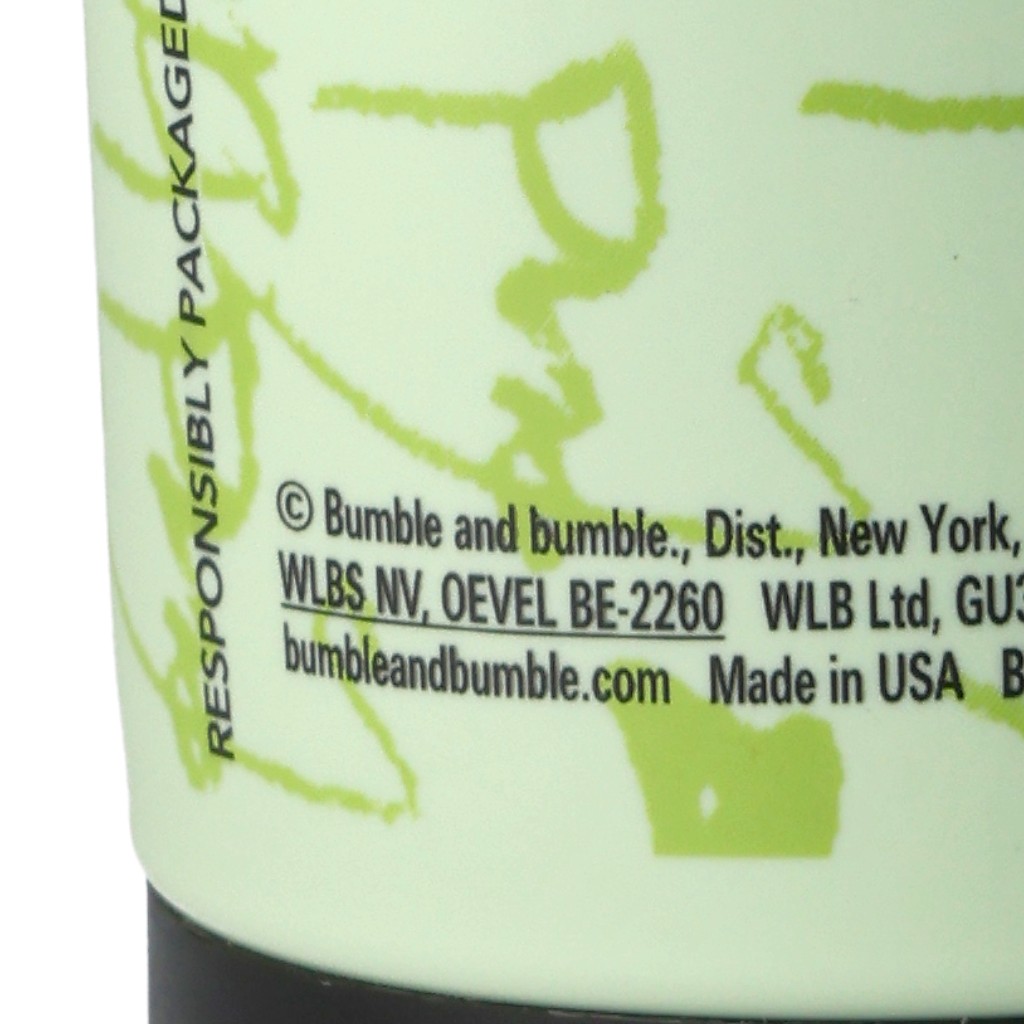 RESPONSIBLY PACKAGED
© Bumble and bumble., Dist., New York,
WLBS NV, OEVEL BE-2260 WLB Ltd,
bumbleandbumble.com Made in USA